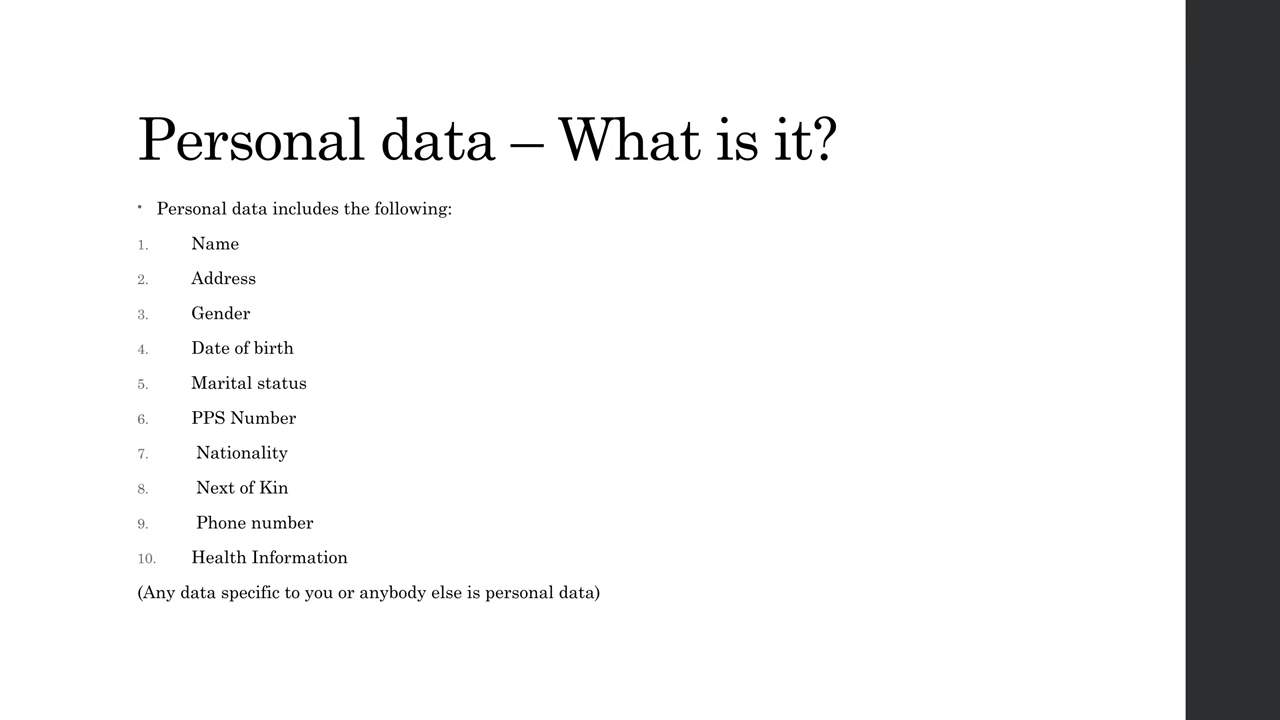 Personal data – What is it?
• Personal data includes the following:
1. Name
2. Address
3. Gender
4. Date of birth
5. Marital status
6. PPS Number
7. Nationality
8. Next of Kin
9. Phone number
10. Health Information
(Any data specific to you or anybody else is personal data)